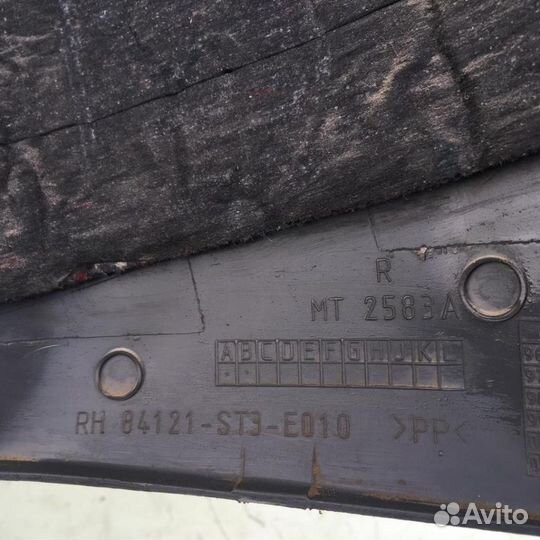 R
MT 2583A
ABCDEFGHJKL
RH 84121-ST3-E010 >PP<
Avito